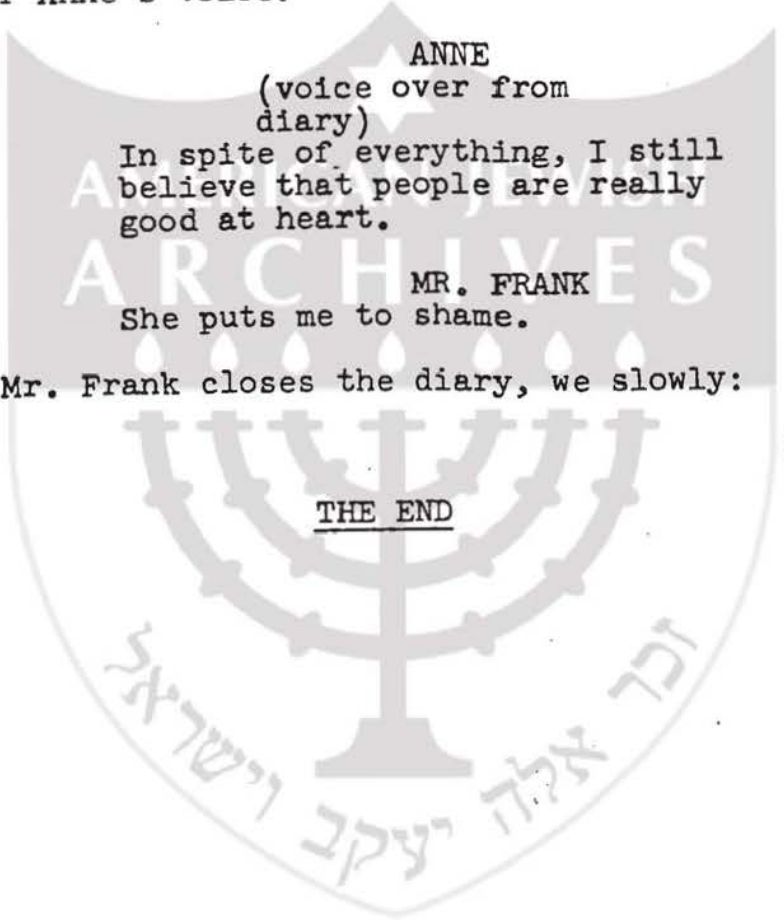 ANNE
(voice over from
diary)
In spite of everything, I still
believe that people are really
good at heart.
MR. FRANK
She puts me to shame.
Mr. Frank closes the diary, we slowly:
THE END
AMERICAN JEWISH
ARCHIVES
זכר אלה יעקב וישראל